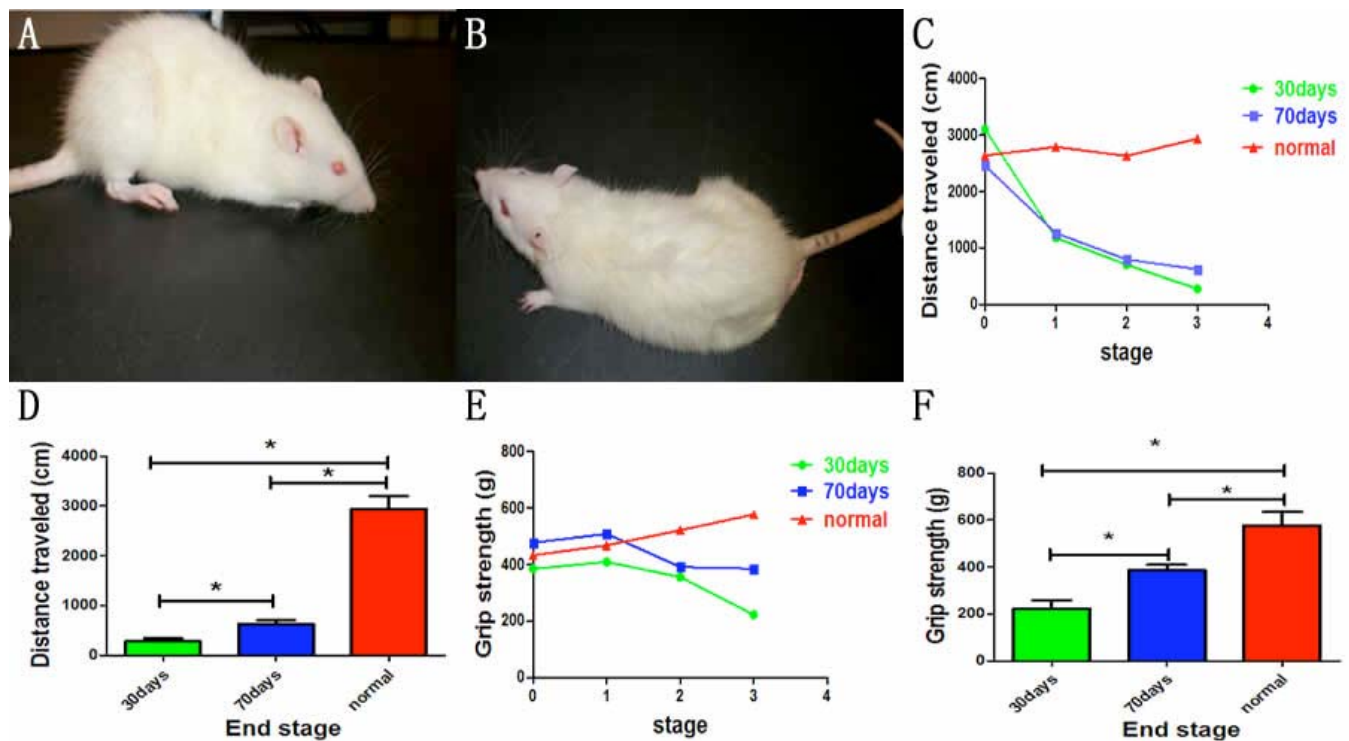 A
B
C
Distance traveled (cm)
4000
3000
2000
1000
0
0 1 2 3 4
stage
30days
70days
normal
D
Distance traveled (cm)
4000
3000
2000
1000
0
* * *
30days 70days normal
End stage
E
Grip strength (g)
800
600
400
200
0
0 1 2 3 4
stage
30days
70days
normal
F
Grip strength (g)
800
600
400
200
0
* * *
30days 70days normal
End stage